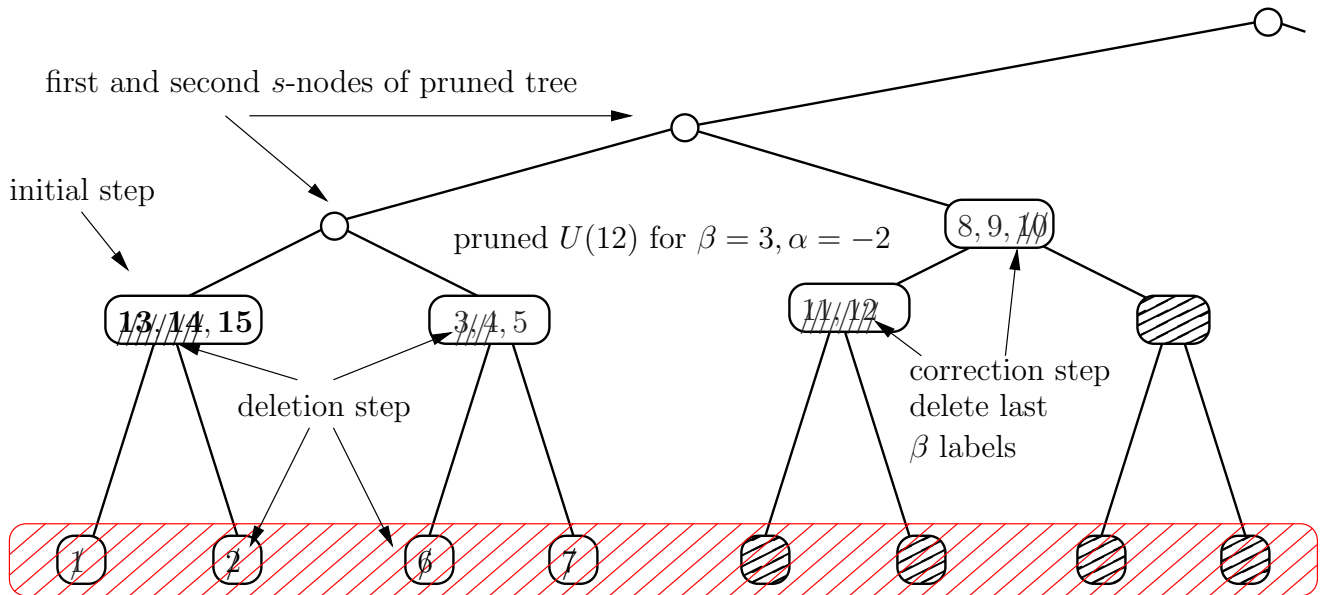 first and second s-nodes of pruned tree
initial step
8, 9, 10
pruned U(12) for β = 3, α = −2
13, 14, 15
3, 4, 5
11, 12
correction step
delete last
β labels
deletion step
1
2
6
7